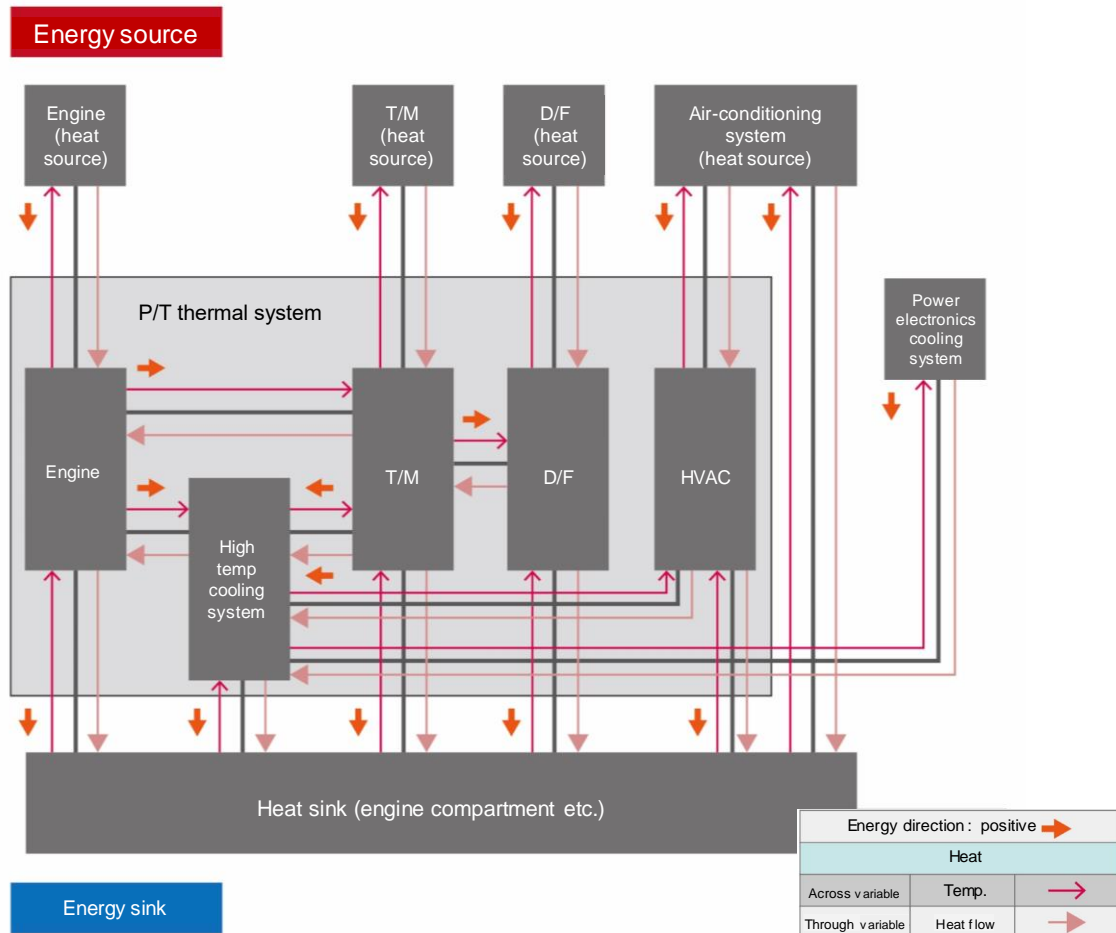 Energy source
Engine
(heat
source)
T/M
(heat
source)
D/F
(heat
source)
Air-conditioning
system
(heat source)
P/T thermal system
Power
electronics
cooling
system
Engine
T/M
D/F
HVAC
High
temp
cooling
system
Heat sink (engine compartment etc.)
Energy direction : positive
Heat
Across variable Temp.
Through variable Heat flow
Energy sink